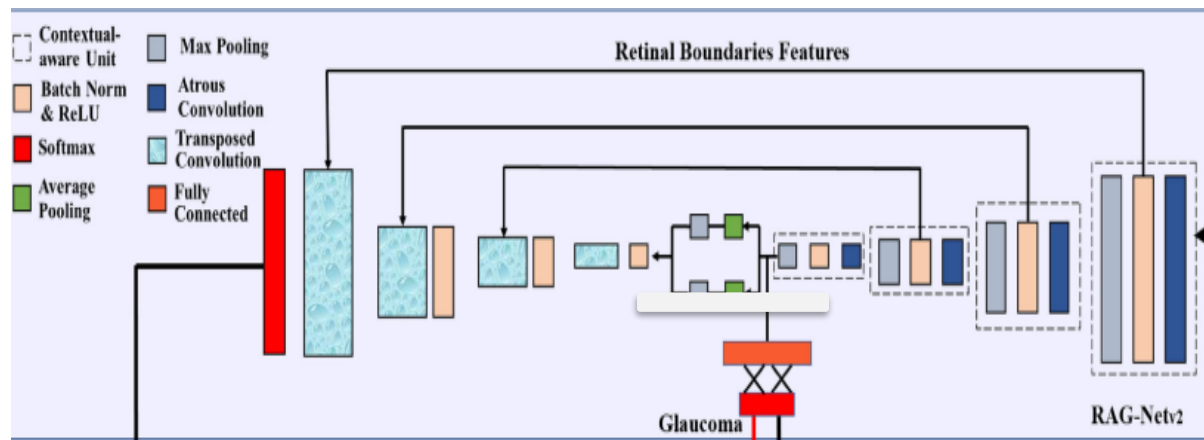 Contextual-
aware Unit
Max Pooling
Batch Norm
& ReLU
Atrous
Convolution
Softmax
Transposed
Convolution
Average
Pooling
Fully
Connected
Retinal Boundaries Features
Glaucoma
RAG-Netv2